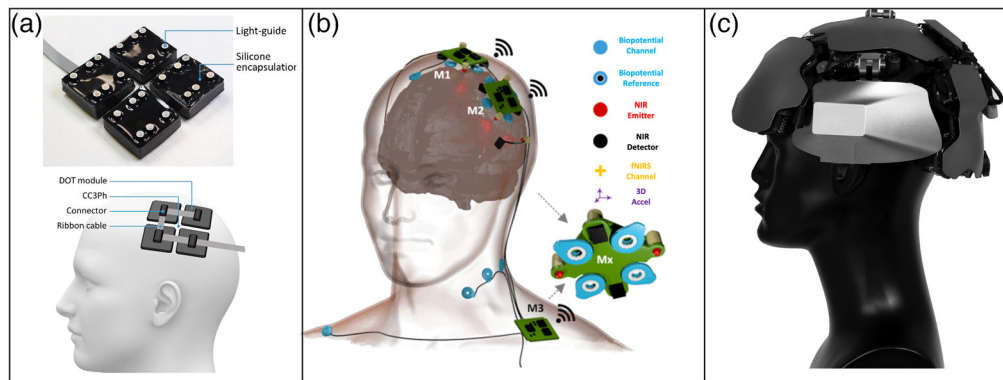 (a)
Light-guide
Silicone
encapsulation
DOT module
CC3Ph
Connector
Ribbon cable
(b)
M1
M2
M3
Mx
Biopotential
Channel
Biopotential
Reference
NIR
Emitter
NIR
Detector
fNIRS
Channel
3D
Accel
(c)